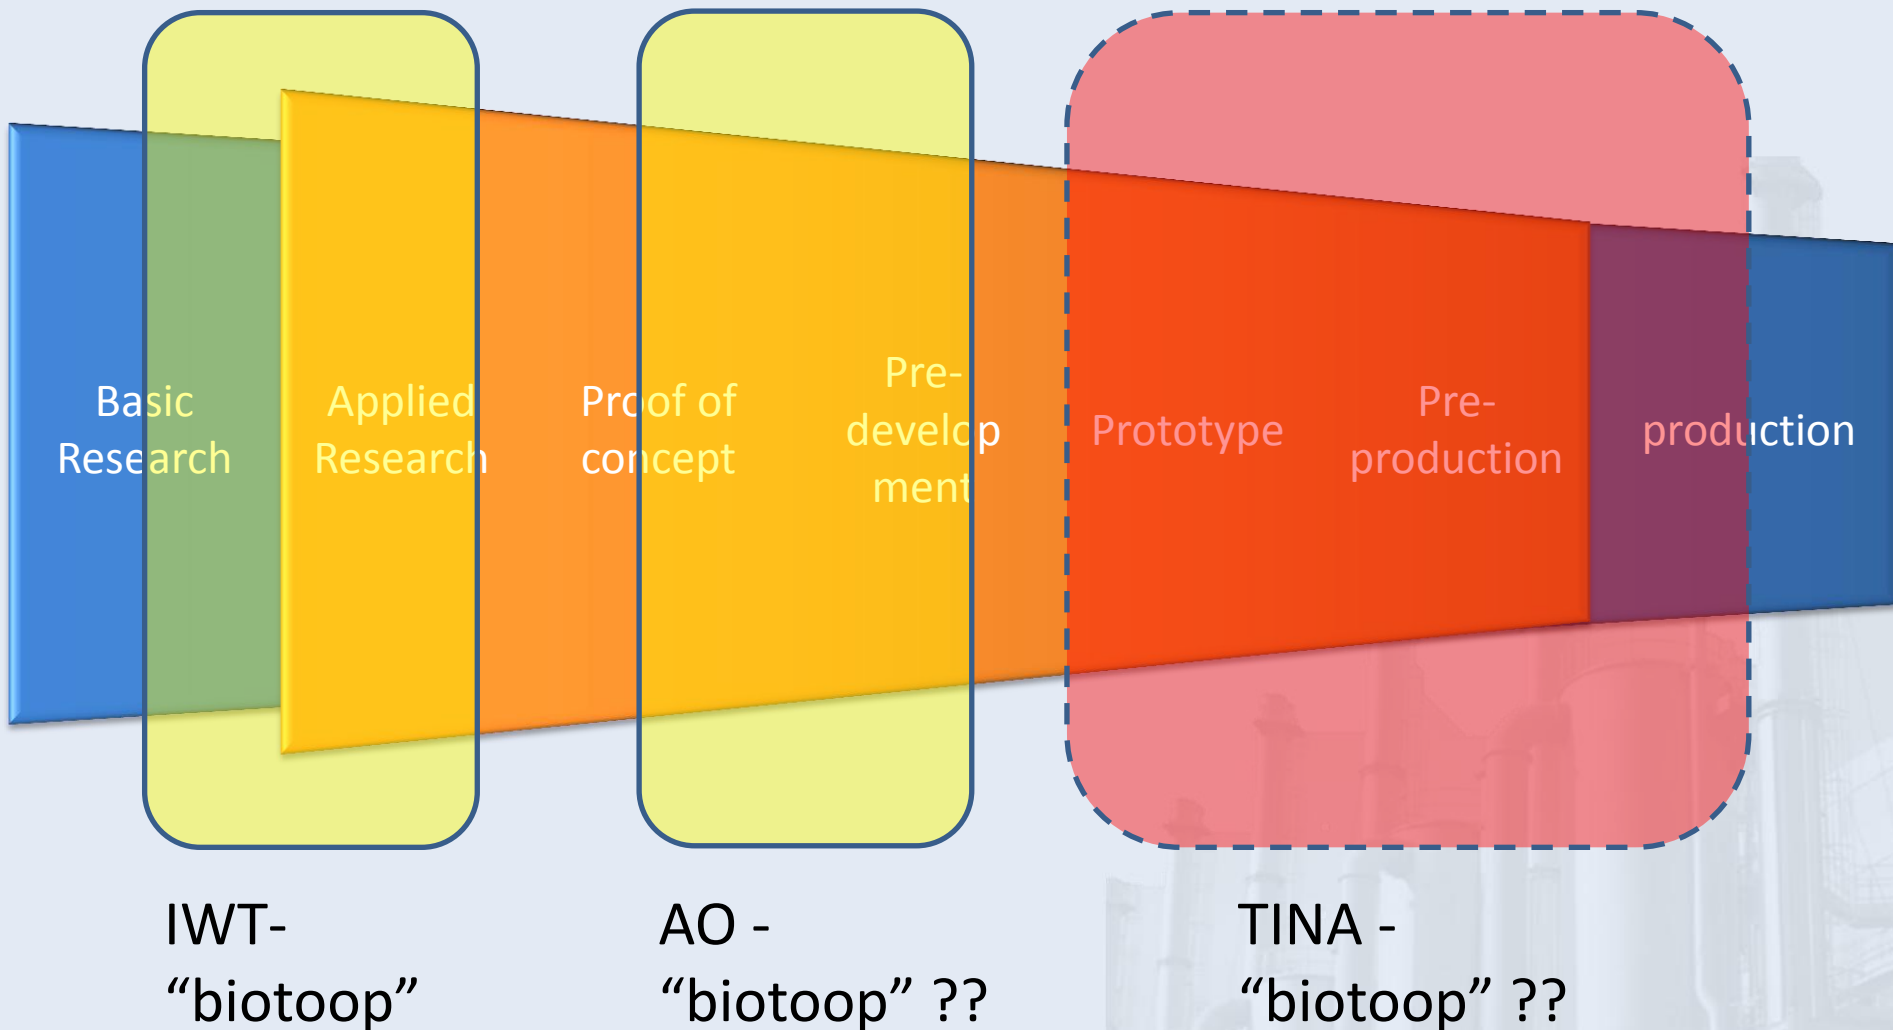 Basic
Research
Applied
Research
Proof of
concept
Pre-
develop
ment
Prototype
Pre-
production
production
IWT-
“biotoop”
AO -
“biotoop” ??
TINA -
“biotoop” ??